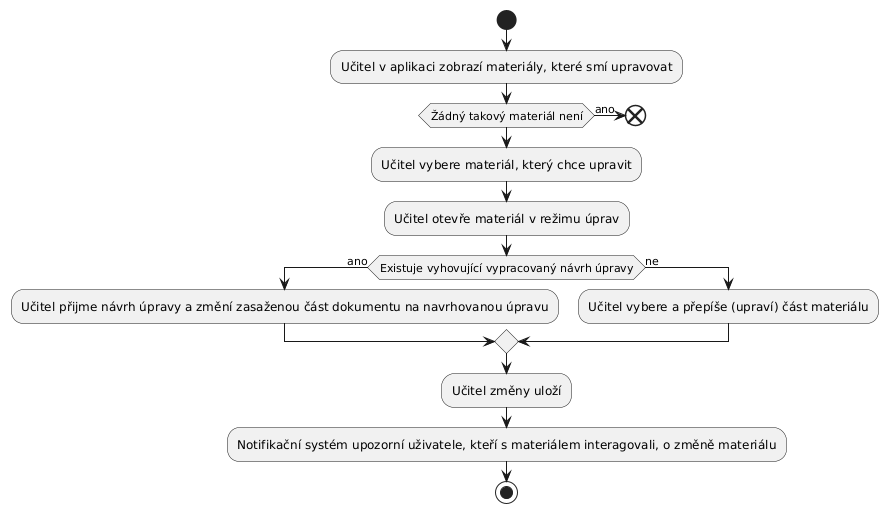 Učitel v aplikaci zobrazí materiály, které smí upravovat
Žádný takový materiál není
ano
Učitel vybere materiál, který chce upravit
Učitel otevře materiál v režimu úprav
ano
Existuje vyhovující vypracovaný návrh úpravy
ne
Učitel přijme návrh úpravy a změní zasaženou část dokumentu na navrhovanou úpravu
Učitel vybere a přepíše (upraví) část materiálu
Učitel změny uloží
Notifikační systém upozorní uživatele, kteří s materiálem interagovali, o změně materiálu